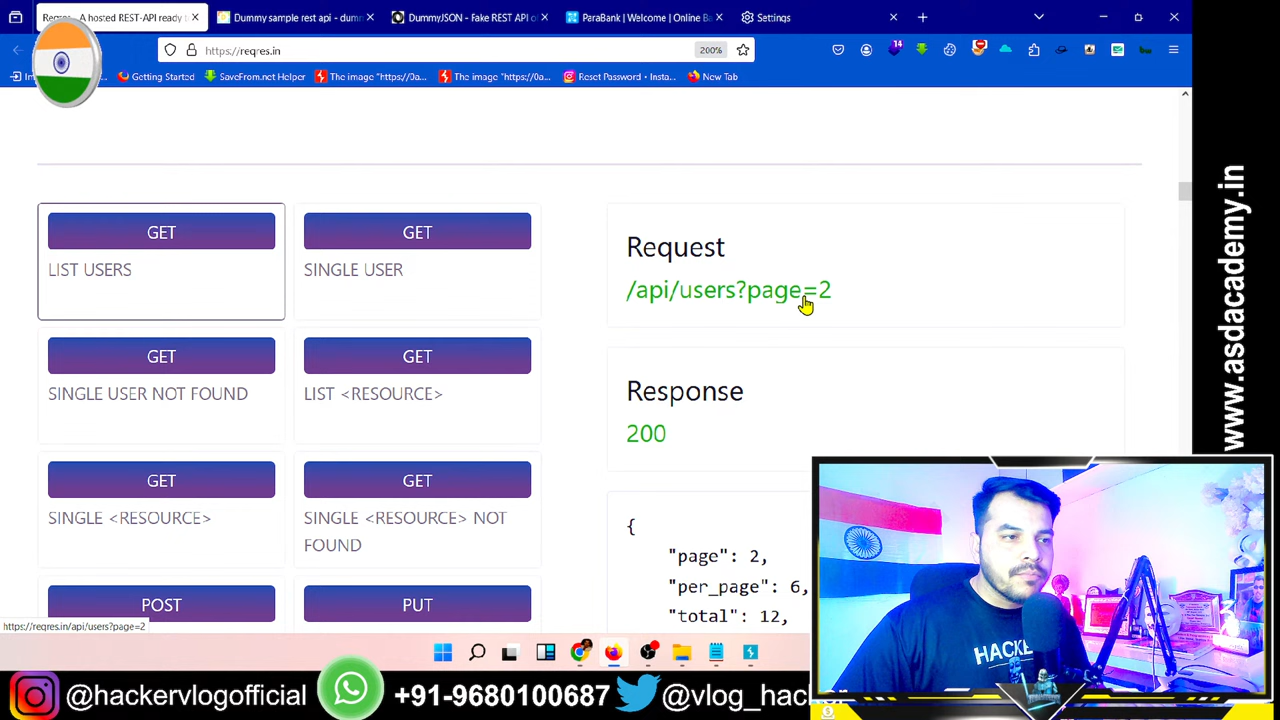 Reqres - A hosted REST-API ready t
Dummy sample rest api - dum
DummyJSON - Fake REST API o
ParaBank | Welcome | Online Ba
Settings
https://reqres.in
200%
14
Getting Started
SaveFrom.net Helper
The image "https://0a...
The image "https://0a...
Reset Password • Insta...
New Tab
GET
LIST USERS
GET
SINGLE USER
GET
SINGLE USER NOT FOUND
GET
LIST <RESOURCE>
GET
SINGLE <RESOURCE>
GET
SINGLE <RESOURCE> NOT
FOUND
POST
PUT
Request
/api/users?page=2
Response
200
{
"page": 2,
"per_page": 6,
"total": 12,
https://reqres.in/api/users?page=2
www.asdacademy.in
HACKER
@hackervlogofficial
+91-9680100687
@vlog_hacker